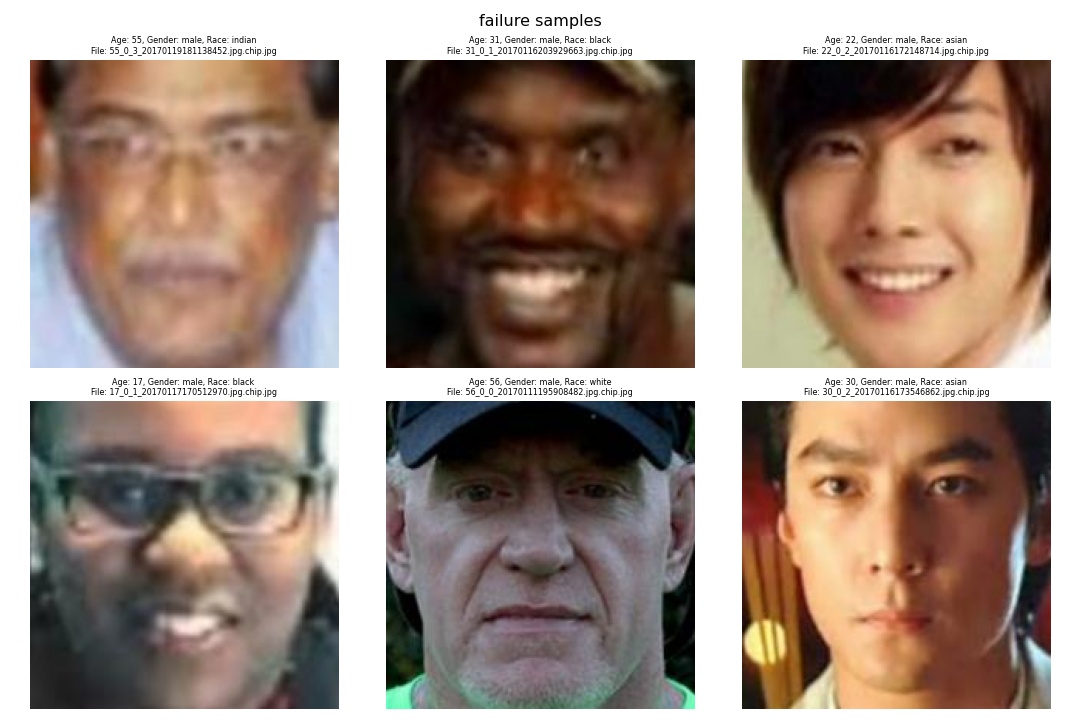 failure samples
Age: 55, Gender: male, Race: indian
File: 55_0_3_20170119181138452.jpg.chip.jpg
Age: 31, Gender: male, Race: black
File: 31_0_1_20170116203929663.jpg.chip.jpg
Age: 22, Gender: male, Race: asian
File: 22_0_2_20170116172148714.jpg.chip.jpg
Age: 17, Gender: male, Race: black
File: 17_0_1_20170117170512970.jpg.chip.jpg
Age: 56, Gender: male, Race: white
File: 56_0_0_20170111195908482.jpg.chip.jpg
Age: 30, Gender: male, Race: asian
File: 30_0_2_20170116173546862.jpg.chip.jpg